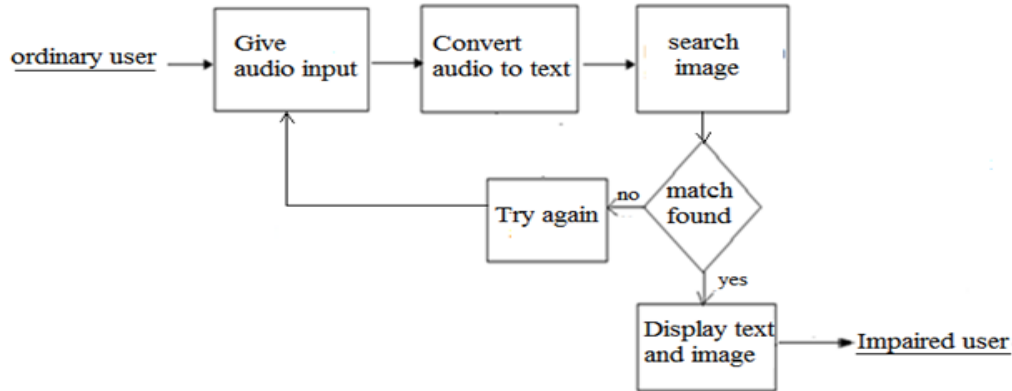 ordinary user
Give
audio input
Convert
audio to text
search
image
match
found
no
Try again
yes
Display text
and image
Impaired user